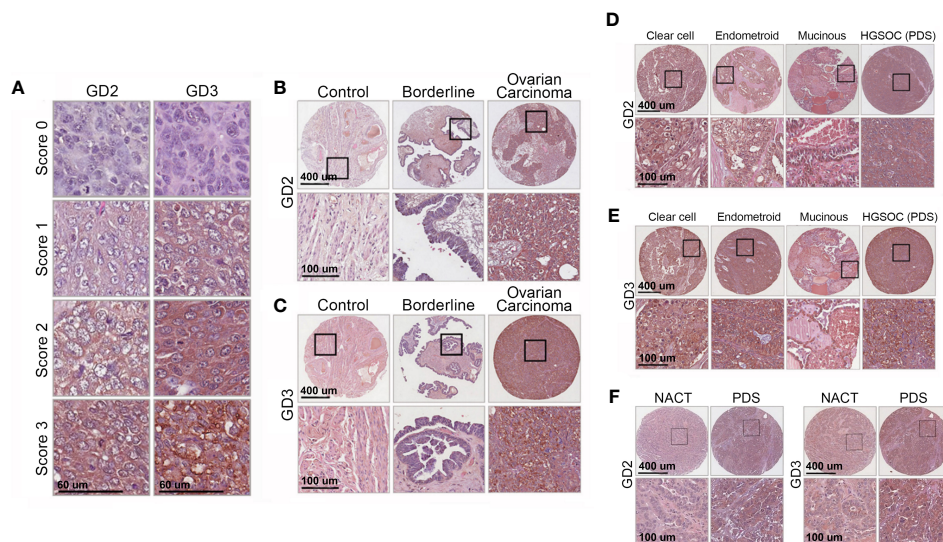 A
GD2
GD3
Score 0
Score 1
Score 2
Score 3
60 um
60 um
B
Control
Borderline
Ovarian
Carcinoma
GD2
400 um
100 um
C
Control
Borderline
Ovarian
Carcinoma
GD3
400 um
100 um
D
Clear cell
Endometroid
Mucinous
HGSOC (PDS)
GD2
400 um
100 um
E
Clear cell
Endometroid
Mucinous
HGSOC (PDS)
GD3
400 um
100 um
F
NACT
PDS
GD2
400 um
100 um
NACT
PDS
GD3
400 um
100 um